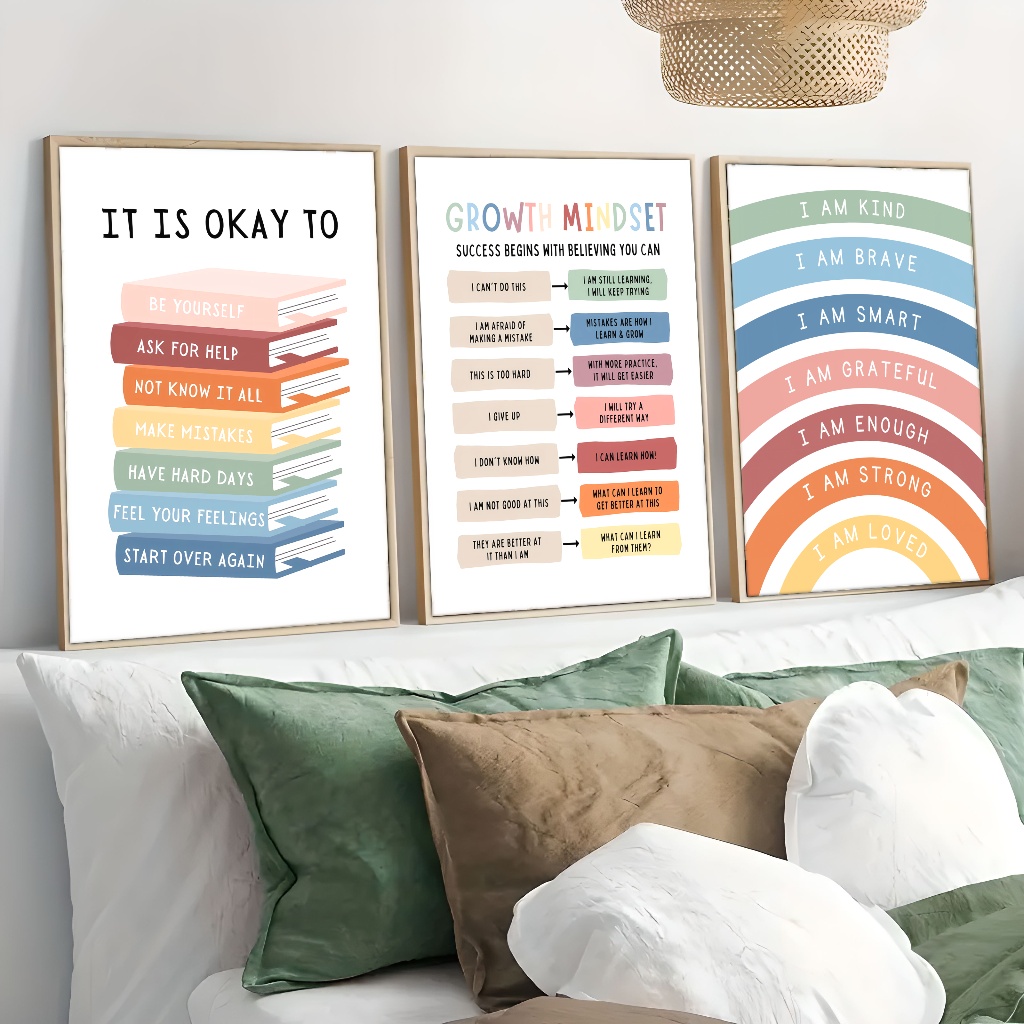 IT IS OKAY TO
BE YOURSELF
ASK FOR HELP
NOT KNOW IT ALL
MAKE MISTAKES
HAVE HARD DAYS
FEEL YOUR FEELINGS
START OVER AGAIN
GROWTH MINDSET
SUCCESS BEGINS WITH BELIEVING YOU CAN
I CAN'T DO THIS
I AM STILL LEARNING,
I WILL KEEP TRYING
I AM AFRAID OF
MAKING A MISTAKE
MISTAKES ARE HOW I
LEARN & GROW
THIS IS TOO HARD
WITH MORE PRACTICE,
IT WILL GET EASIER
I GIVE UP
I WILL TRY A
DIFFERENT WAY
I DON'T KNOW HOW
I CAN LEARN HOW!
I AM NOT GOOD AT THIS
WHAT CAN I LEARN TO
GET BETTER AT THIS
THEY ARE BETTER AT
IT THAN I AM
WHAT CAN I LEARN
FROM THEM?
I AM KIND
I AM BRAVE
I AM SMART
I AM GRATEFUL
I AM ENOUGH
I AM STRONG
I AM LOVED